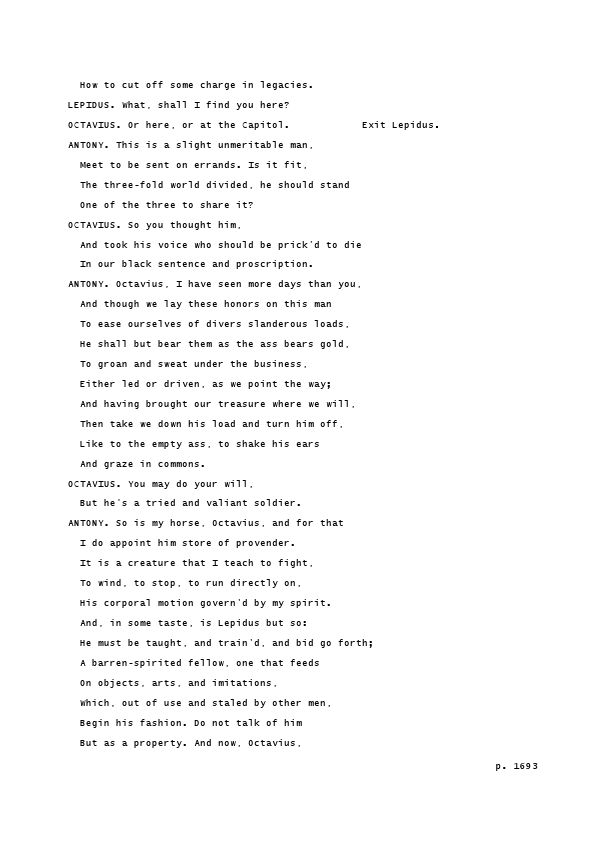 How to cut off some charge in legacies.
LEPIDUS. What, shall I find you here?
OCTAVIUS. Or here, or at the Capitol. Exit Lepidus.
ANTONY. This is a slight unmeritable man,
Meet to be sent on errands. Is it fit,
The three-fold world divided, he should stand
One of the three to share it?
OCTAVIUS. So you thought him,
And took his voice who should be prick'd to die
In our black sentence and proscription.
ANTONY. Octavius, I have seen more days than you,
And though we lay these honors on this man
To ease ourselves of divers slanderous loads,
He shall but bear them as the ass bears gold,
To groan and sweat under the business,
Either led or driven, as we point the way;
And having brought our treasure where we will,
Then take we down his load and turn him off,
Like to the empty ass, to shake his ears
And graze in commons.
OCTAVIUS. You may do your will,
But he's a tried and valiant soldier.
ANTONY. So is my horse, Octavius, and for that
I do appoint him store of provender.
It is a creature that I teach to fight,
To wind, to stop, to run directly on,
His corporal motion govern'd by my spirit.
And, in some taste, is Lepidus but so:
He must be taught, and train'd, and bid go forth;
A barren-spirited fellow, one that feeds
On objects, arts, and imitations,
Which, out of use and staled by other men,
Begin his fashion. Do not talk of him
But as a property. And now, Octavius,
p. 1693